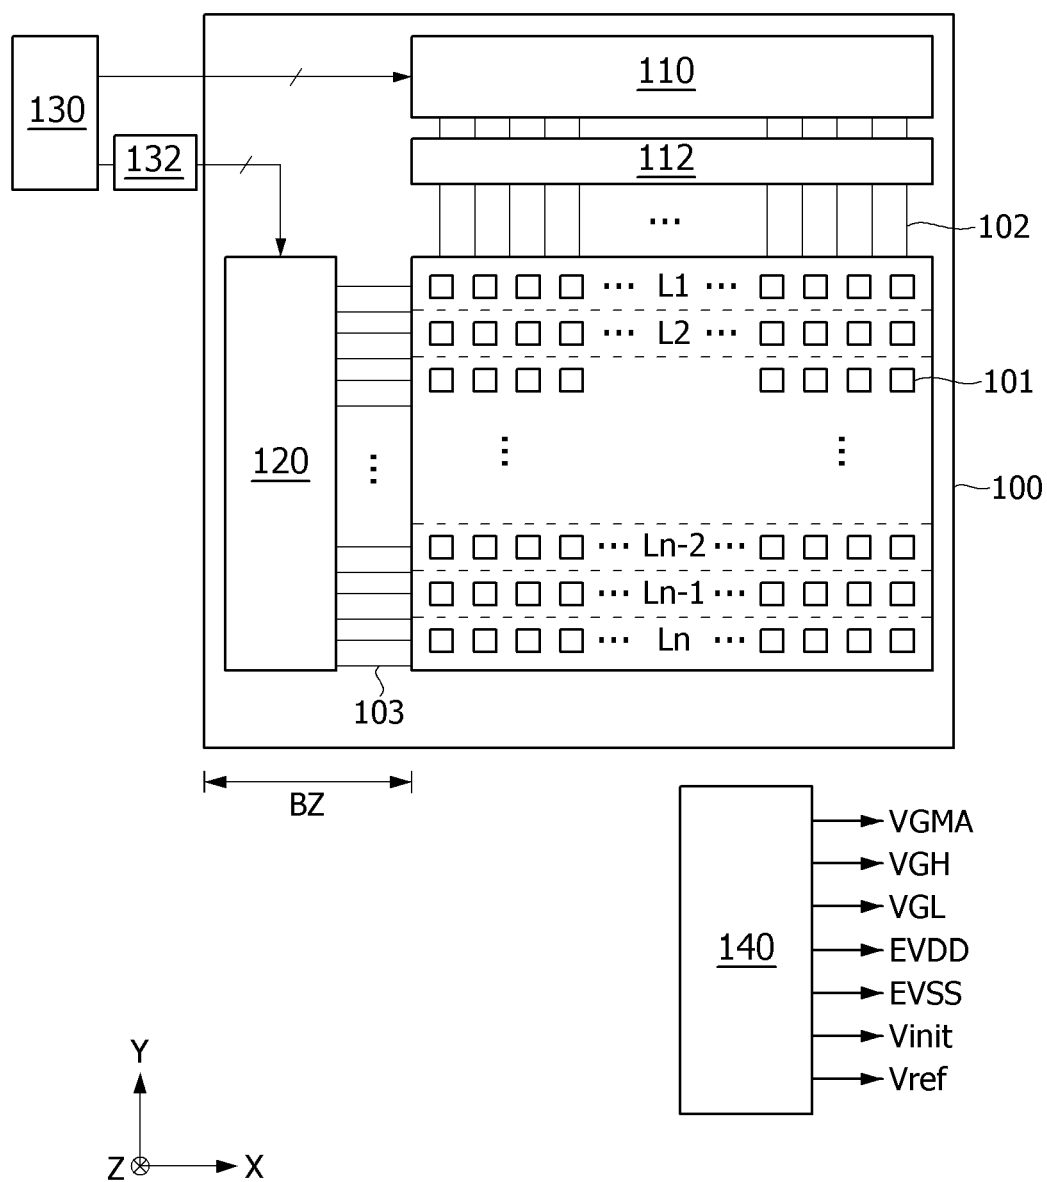 110
130
132
112
...
102
... L1 ...
... L2 ...
101
120
100
... Ln-2 ...
... Ln-1 ...
... Ln ...
103
BZ
VGMA
VGH
VGL
140
EVDD
EVSS
Vinit
Vref
Y
Z
X